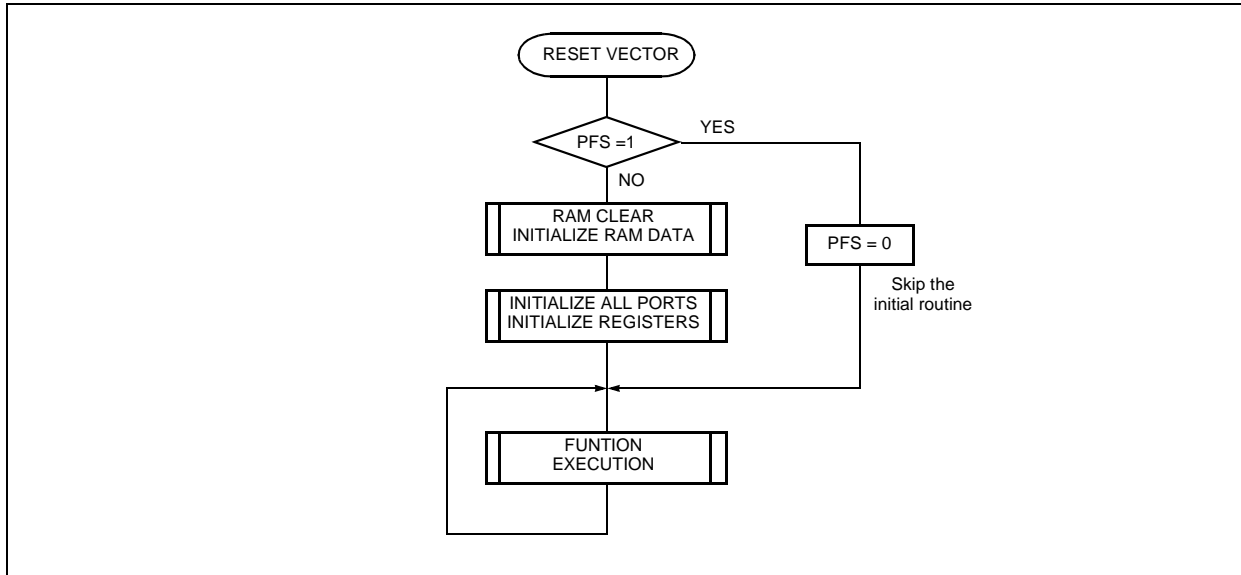 RESET VECTOR
YES
PFS =1
NO
RAM CLEAR
INITIALIZE RAM DATA
PFS = 0
Skip the
initial routine
INITIALIZE ALL PORTS
INITIALIZE REGISTERS
FUNTION
EXECUTION